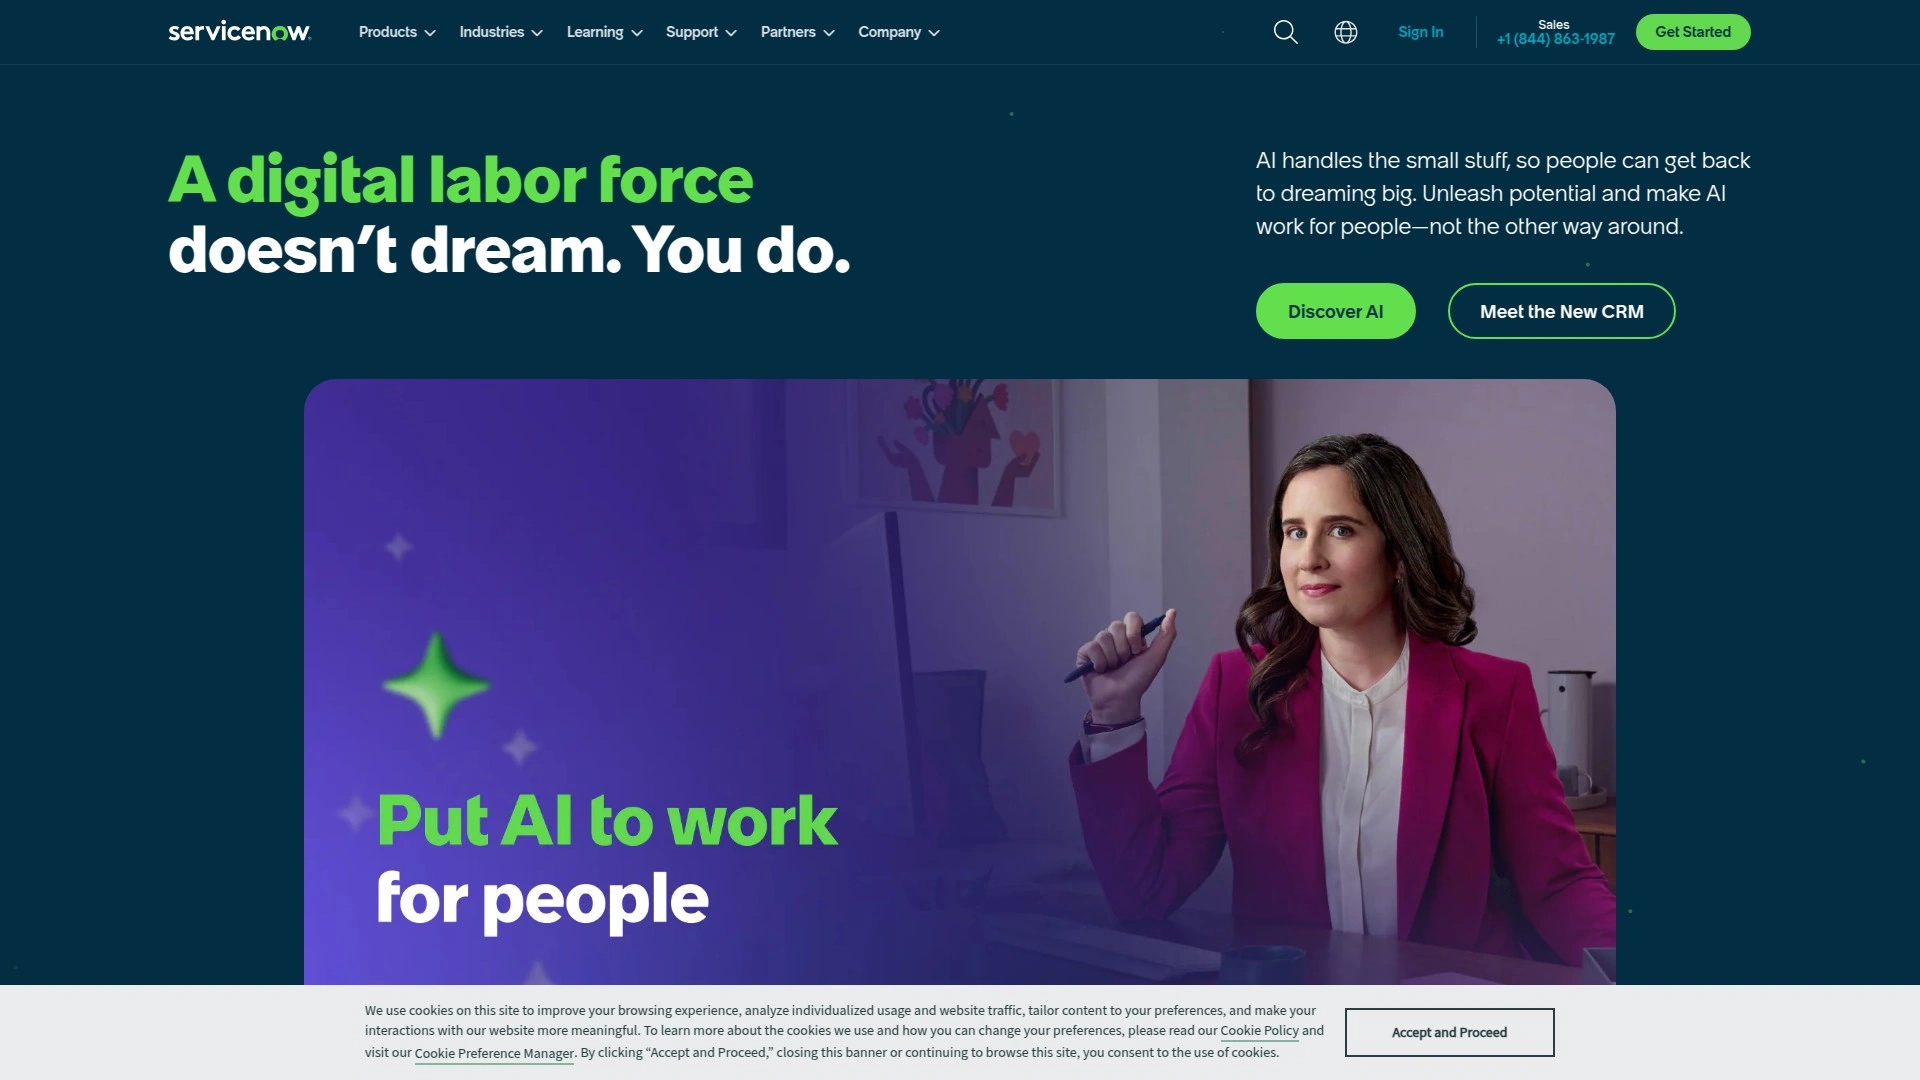 servicenow
Products
Industries
Learning
Support
Partners
Company
Sign In
Sales
+1 (844) 863-1987
Get Started
A digital labor force
doesn’t dream. You do.
AI handles the small stuff, so people can get back
to dreaming big. Unleash potential and make AI
work for people—not the other way around.
Discover AI
Meet the New CRM
Put AI to work
for people
We use cookies on this site to improve your browsing experience, analyze individualized usage and website traffic, tailor content to your preferences, and make your
interactions with our website more meaningful. To learn more about the cookies we use and how you can change your preferences, please read our Cookie Policy and
visit our Cookie Preference Manager. By clicking “Accept and Proceed,” closing this banner or continuing to browse this site, you consent to the use of cookies.
Accept and Proceed